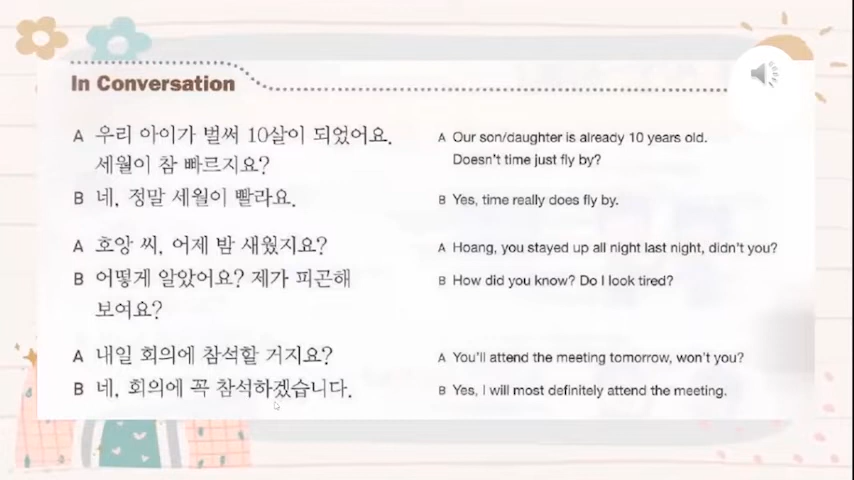 In Conversation
A 우리 아이가 벌써 10살이 되었어요.
세월이 참 빠르지요?
B 네, 정말 세월이 빨라요.
A Our son/daughter is already 10 years old.
Doesn't time just fly by?
B Yes, time really does fly by.
A 호앙 씨, 어제 밤 새웠지요?
B 어떻게 알았어요? 제가 피곤해
보여요?
A Hoang, you stayed up all night last night, didn't you?
B How did you know? Do I look tired?
A 내일 회의에 참석할 거지요?
B 네, 회의에 꼭 참석하겠습니다.
A You'll attend the meeting tomorrow, won't you?
B Yes, I will most definitely attend the meeting.